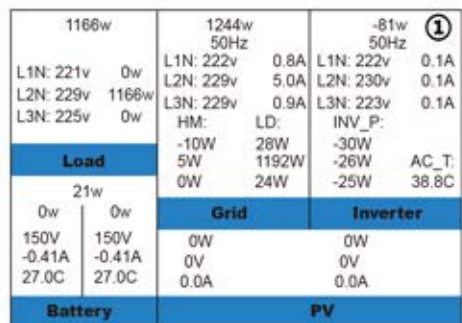 1166w
L1N: 221v 0w
L2N: 229v 1166w
L3N: 225v 0w
Load
1244w
50Hz
L1N: 222v 0.8A
L2N: 229v 5.0A
L3N: 229v 0.9A
HM: LD:
-10W 28W
5W 1192W
0W 24W
Grid
-81w ①
50Hz
L1N: 222v 0.1A
L2N: 230v 0.1A
L3N: 223v 0.1A
INV_P:
-30W
-26W AC_T:
-25W 38.8C
Inverter
21w
0w 0w
150V 150V
-0.41A -0.41A
27.0C 27.0C
Battery
0W 0W
0V 0V
0.0A 0.0A
PV